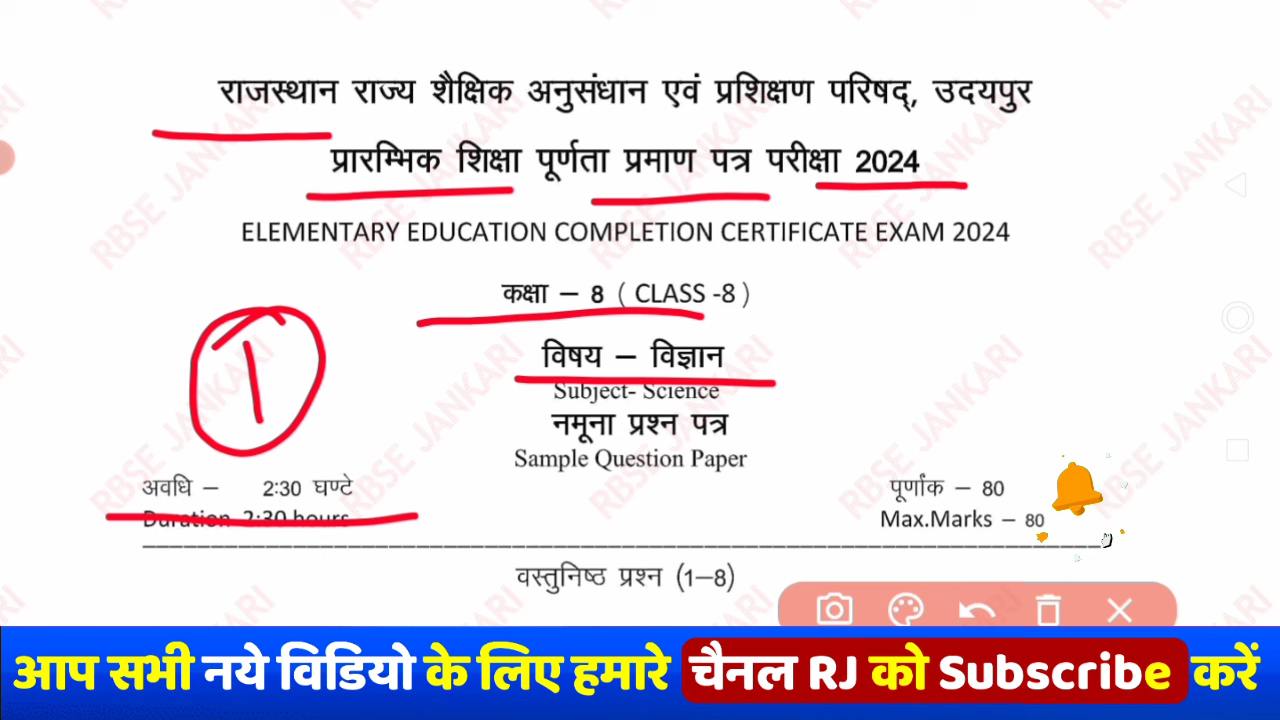 राजस्थान राज्य शैक्षिक अनुसंधान एवं प्रशिक्षण परिषद्, उदयपुर
प्रारम्भिक शिक्षा पूर्णता प्रमाण पत्र परीक्षा 2024
ELEMENTARY EDUCATION COMPLETION CERTIFICATE EXAM 2024
कक्षा – 8 ( CLASS -8 )
1
विषय – विज्ञान
Subject- Science
नमूना प्रश्न पत्र
Sample Question Paper
अवधि – 2:30 घण्टे
पूर्णांक – 80
Duration 2:30 hours
Max.Marks – 80
वस्तुनिष्ठ प्रश्न (1–8)
आप सभी नये विडियो के लिए हमारे चैनल RJ को Subscribe करें
RBSE JANKARI